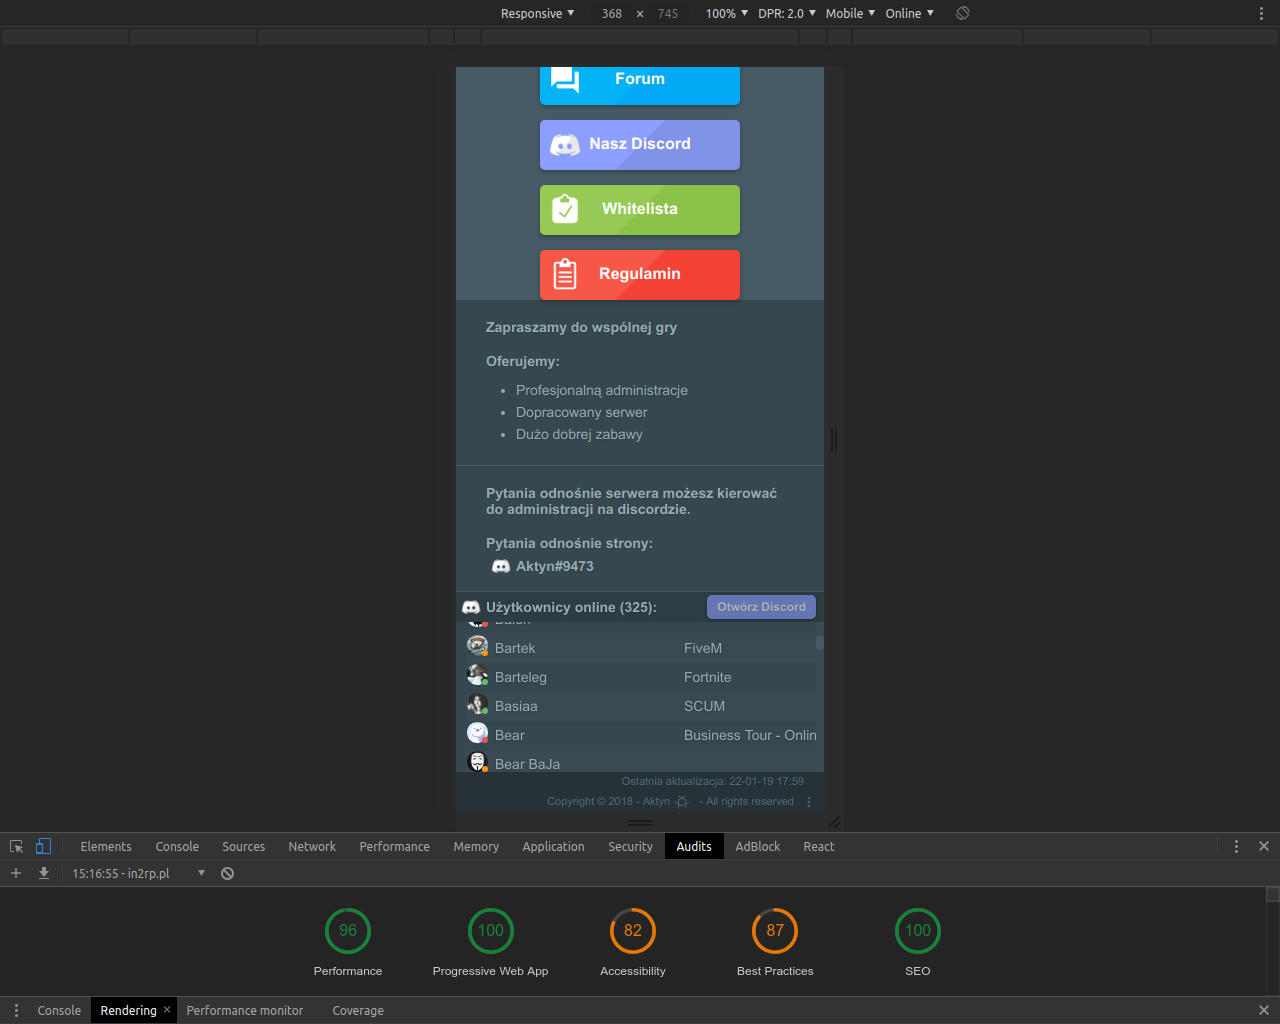 Responsive ▼ 368 × 745 100% ▼ DPR: 2.0 ▼ Mobile ▼ Online ▼
Forum
Nasz Discord
Whitelista
Regulamin
Zapraszamy do wspólnej gry
Oferujemy:
• Profesjonalną administracje
• Dopracowany serwer
• Dużo dobrej zabawy
Pytania odnośnie serwera możesz kierować
do administracji na discordzie.
Pytania odnośnie strony:
Aktyn#9473
Użytkownicy online (325): Otwórz Discord
Bartek FiveM
Barteleg Fortnite
Basiaa SCUM
Bear Business Tour - Onlin
Bear BaJa
Ostatnia aktualizacja: 22-01-19 17:59
Copyright © 2018 - Aktyn - All rights reserved
Elements Console Sources Network Performance Memory Application Security Audits AdBlock React
15:16:55 - in2rp.pl ▼
96 100 82 87 100
Performance Progressive Web App Accessibility Best Practices SEO
Console Rendering × Performance monitor Coverage